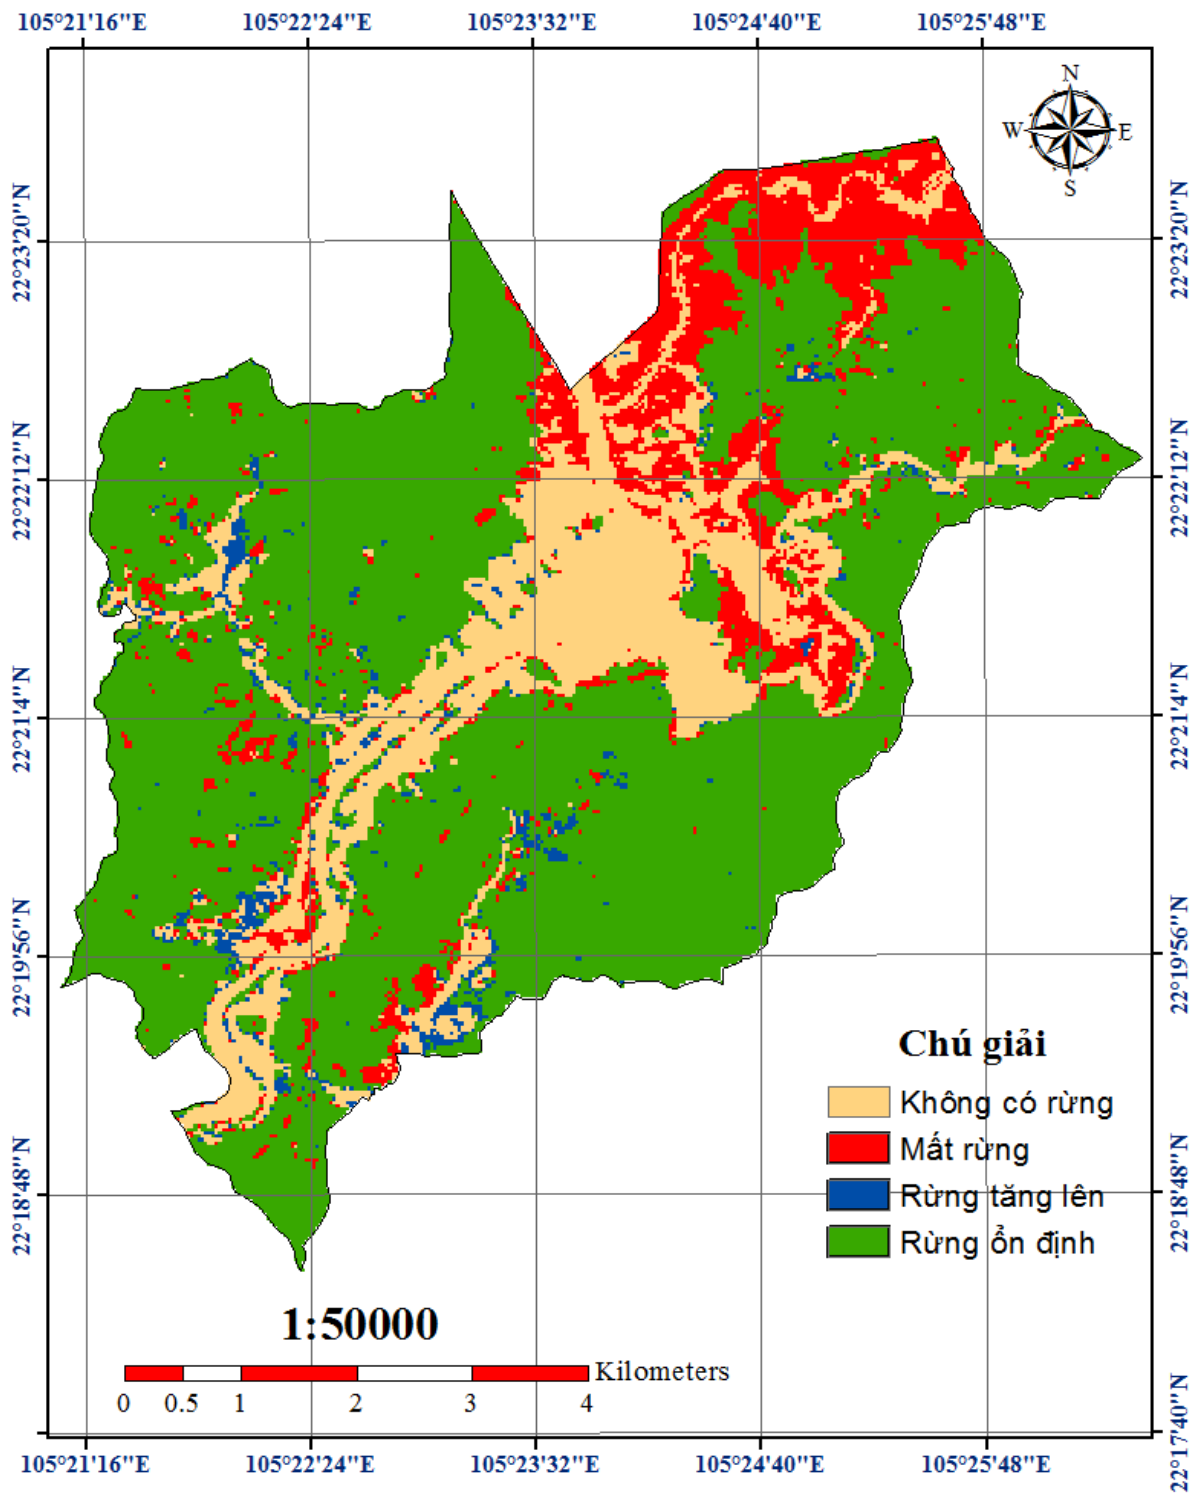 105°21'16"E 105°22'24"E 105°23'32"E 105°24'40"E 105°25'48"E
N
W E
S
22°23'20"N 22°23'20"N
22°22'12"N 22°22'12"N
22°21'4"N 22°21'4"N
22°19'56"N 22°19'56"N
22°18'48"N 22°18'48"N
22°17'40"N
Chú giải
Không có rừng
Mất rừng
Rừng tăng lên
Rừng ổn định
1:50000
Kilometers
0 0.5 1 2 3 4
105°21'16"E 105°22'24"E 105°23'32"E 105°24'40"E 105°25'48"E